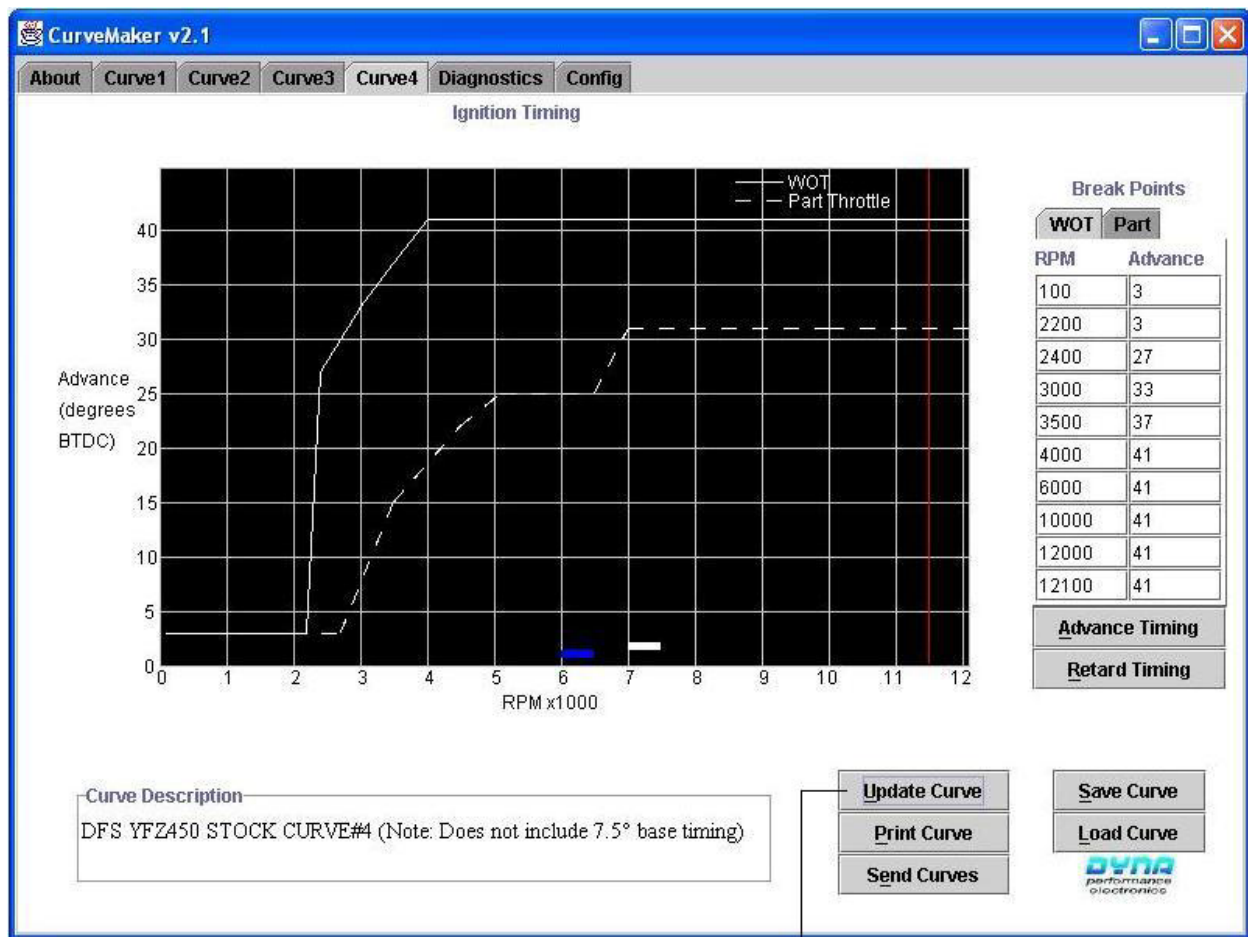 CurveMaker v2.1
About Curve1 Curve2 Curve3 Curve4 Diagnostics Config
Ignition Timing
WOT
Part Throttle
40
35
30
25
20
15
10
5
0
Advance
(degrees
BTDC)
0 1 2 3 4 5 6 7 8 9 10 11 12
RPM x1000
Break Points
WOT Part
RPM Advance
100 3
2200 3
2400 27
3000 33
3500 37
4000 41
6000 41
10000 41
12000 41
12100 41
Advance Timing
Retard Timing
Curve Description
DFS YFZ450 STOCK CURVE#4 (Note: Does not include 7.5° base timing)
Update Curve
Print Curve
Send Curves
Save Curve
Load Curve
DYNA
performance
electronics